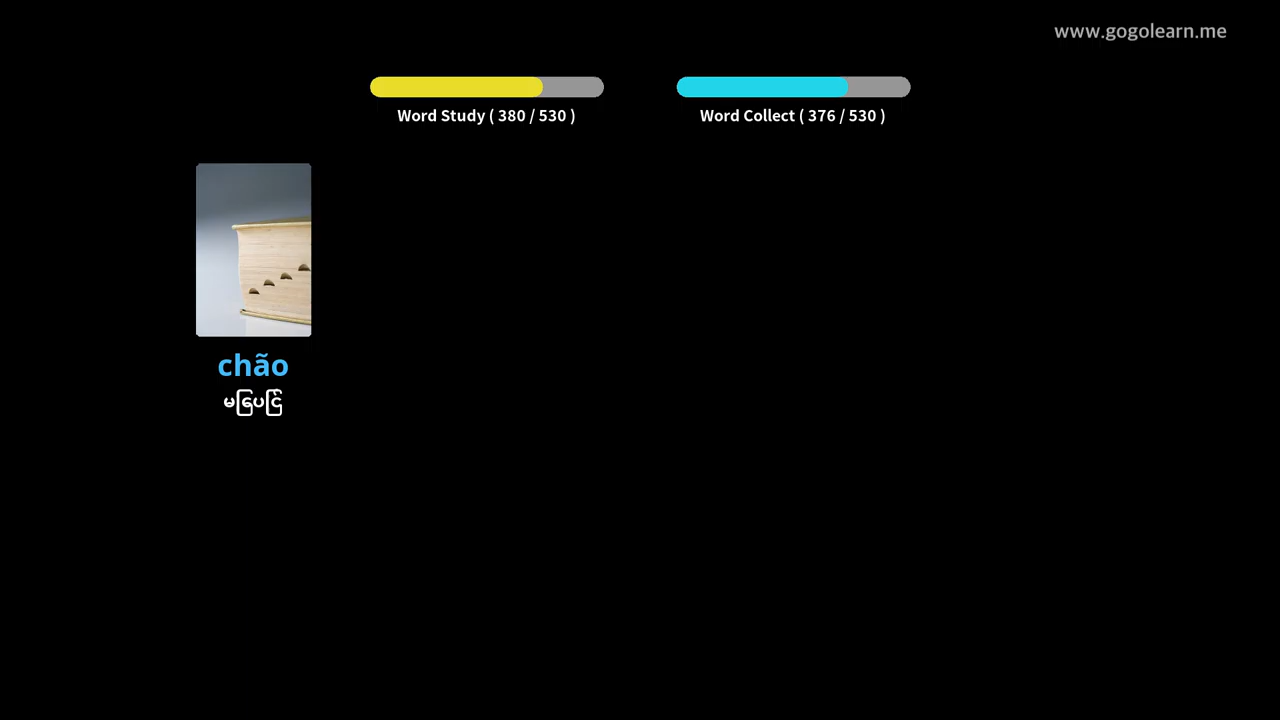 www.gogolearn.me
Word Study ( 380 / 530 )
Word Collect ( 376 / 530 )
chão
မြေပြင်